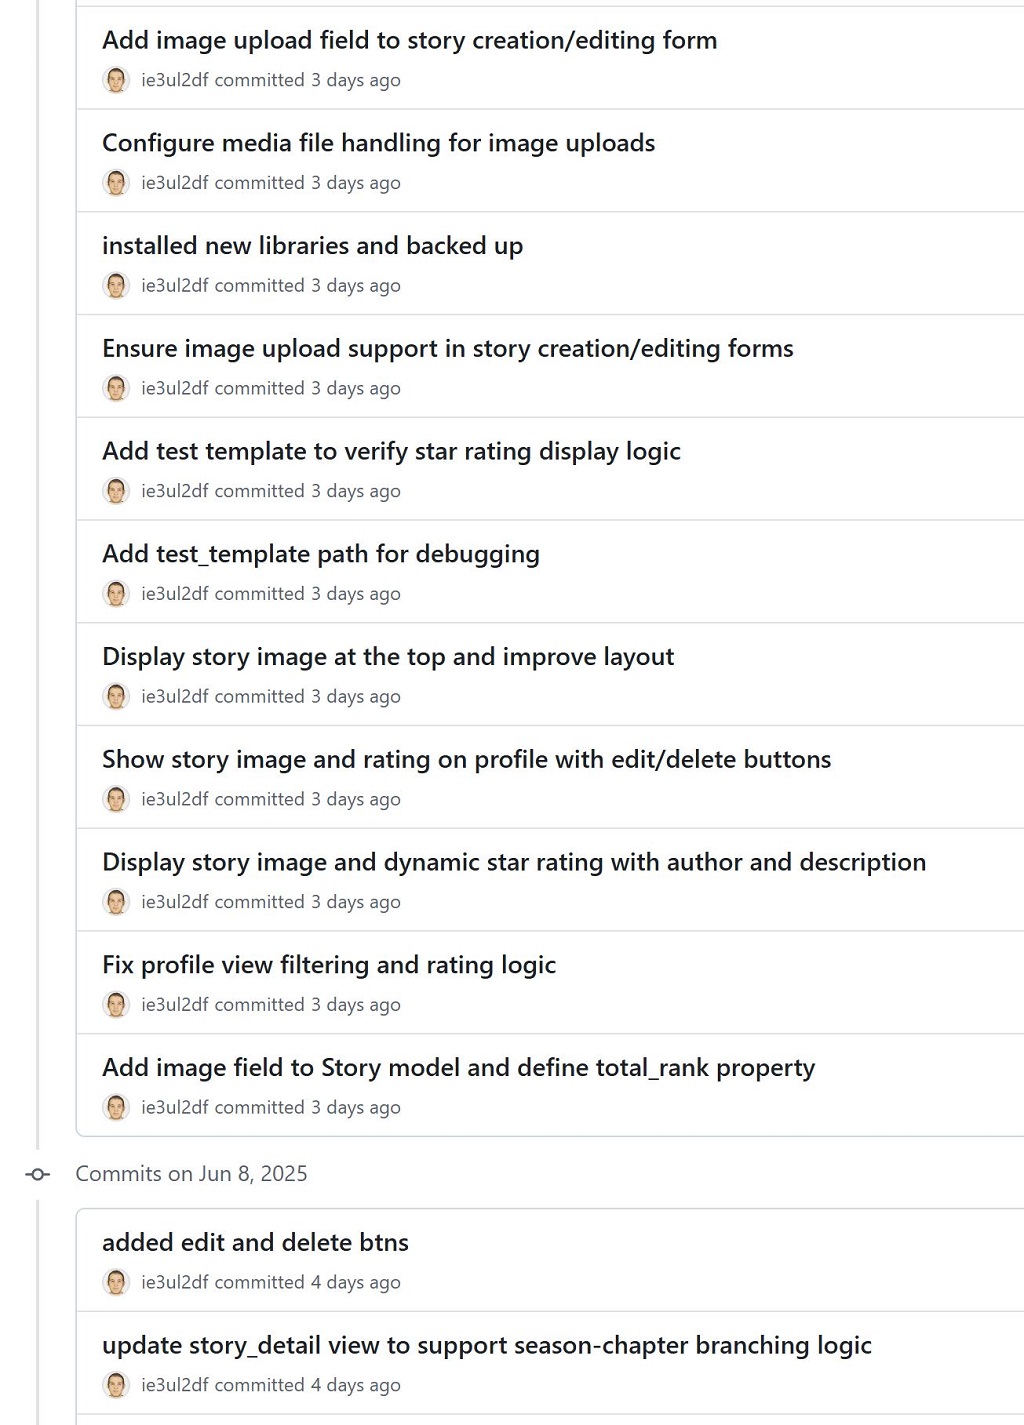 Add image upload field to story creation/editing form
ie3ul2df committed 3 days ago
Configure media file handling for image uploads
ie3ul2df committed 3 days ago
installed new libraries and backed up
ie3ul2df committed 3 days ago
Ensure image upload support in story creation/editing forms
ie3ul2df committed 3 days ago
Add test template to verify star rating display logic
ie3ul2df committed 3 days ago
Add test_template path for debugging
ie3ul2df committed 3 days ago
Display story image at the top and improve layout
ie3ul2df committed 3 days ago
Show story image and rating on profile with edit/delete buttons
ie3ul2df committed 3 days ago
Display story image and dynamic star rating with author and description
ie3ul2df committed 3 days ago
Fix profile view filtering and rating logic
ie3ul2df committed 3 days ago
Add image field to Story model and define total_rank property
ie3ul2df committed 3 days ago
Commits on Jun 8, 2025
added edit and delete btns
ie3ul2df committed 4 days ago
update story_detail view to support season-chapter branching logic
ie3ul2df committed 4 days ago